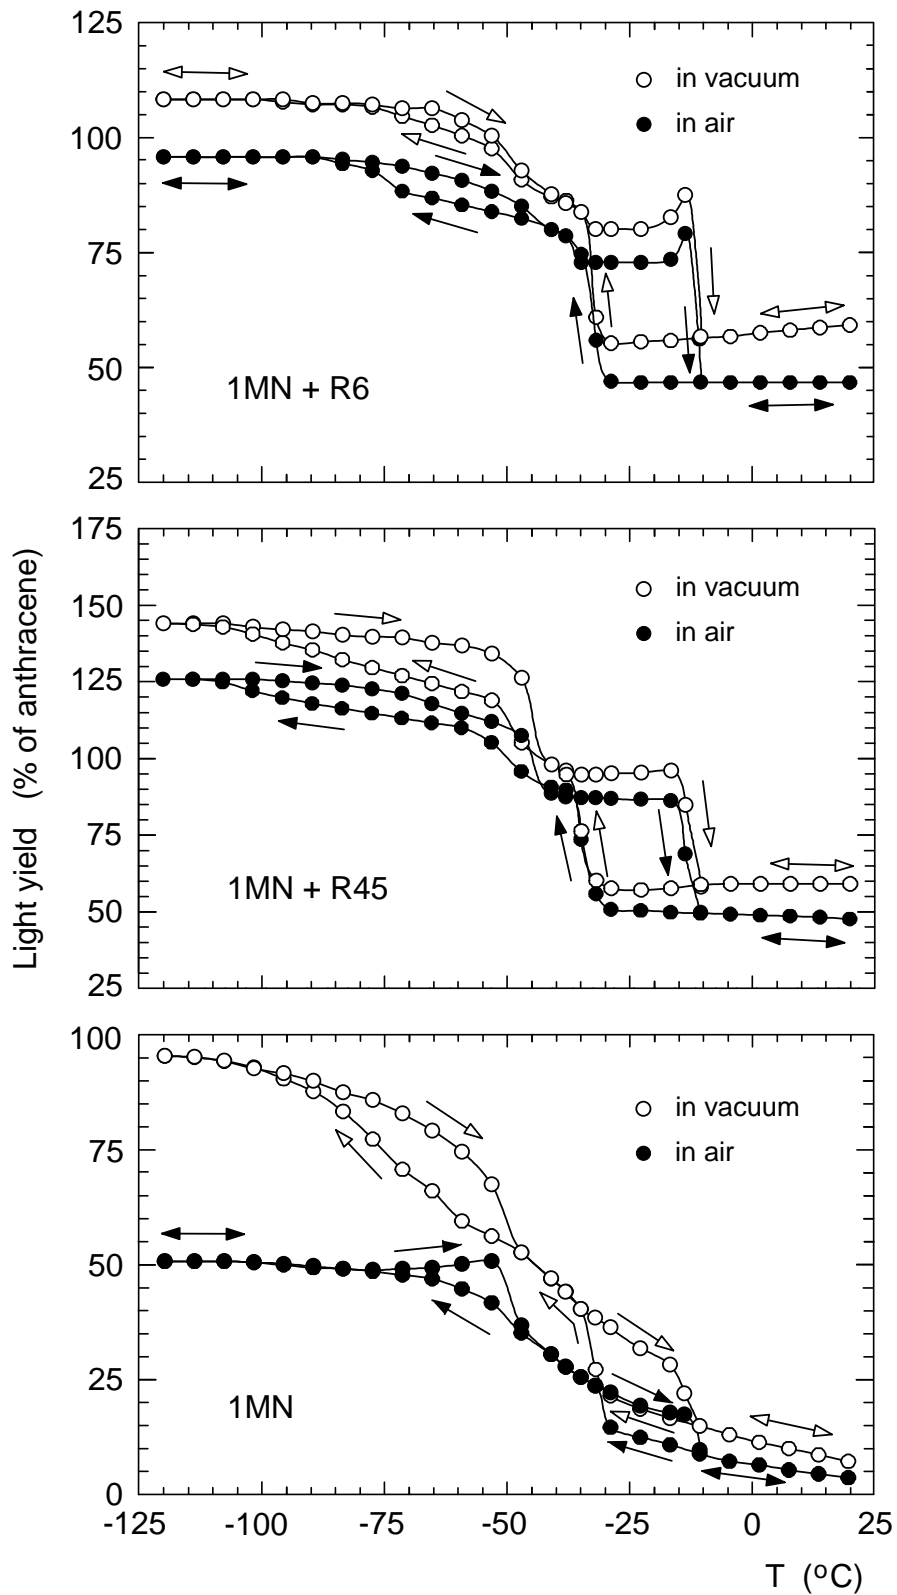 125
100
75
50
25
in vacuum
in air
1MN + R6
175
150
125
100
75
50
25
in vacuum
in air
1MN + R45
Light yield (% of anthracene)
100
75
50
25
0
in vacuum
in air
1MN
-125 -100 -75 -50 -25 0 25
T (°C)